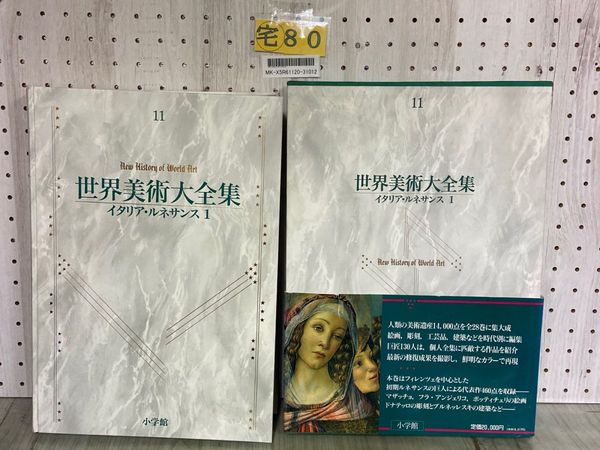 宅80
MK-X3R61120-31012
11
New History of World Art
世界美術大全集
イタリア・ルネサンス 1
小学館
11
世界美術大全集
イタリア・ルネサンス 1
New History of World Art
人類の美術遺産14,000点を全28巻に集大成
絵画、彫刻、工芸品、建築などを時代別に編集
巨匠130人は、個人全集に匹敵する作品を紹介
最新の修復成果を撮影し、鮮明なカラーで再現
本巻はフィレンツェを中心とした
初期ルネサンスの巨人による代表作460点を収録──
マザッチョ、フラ・アンジェリコ、ボッティチェリの絵画
ドナテッロの彫刻とブルネッレスキの建築など──
小学館
定価20,000円